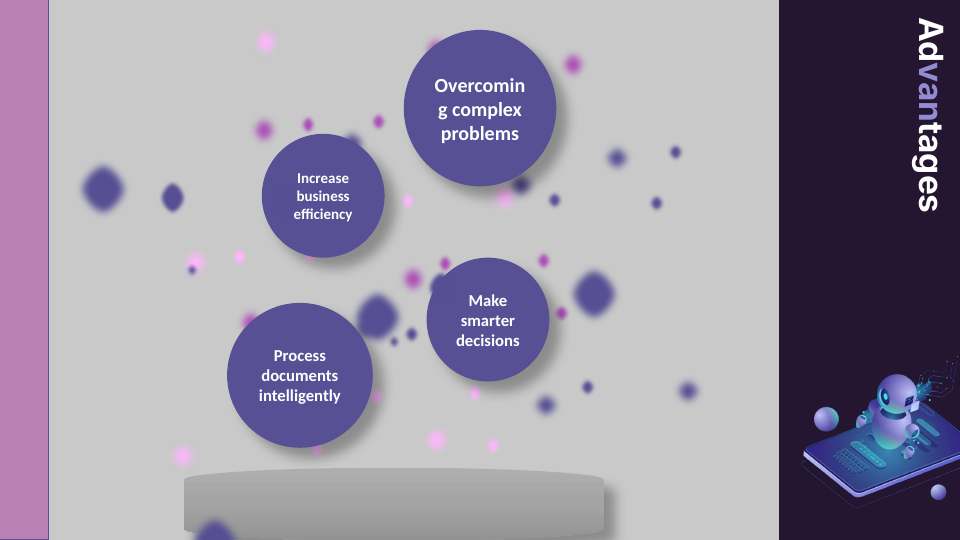 Advantages
Overcomin
g complex
problems
Increase
business
efficiency
Make
smarter
decisions
Process
documents
intelligently